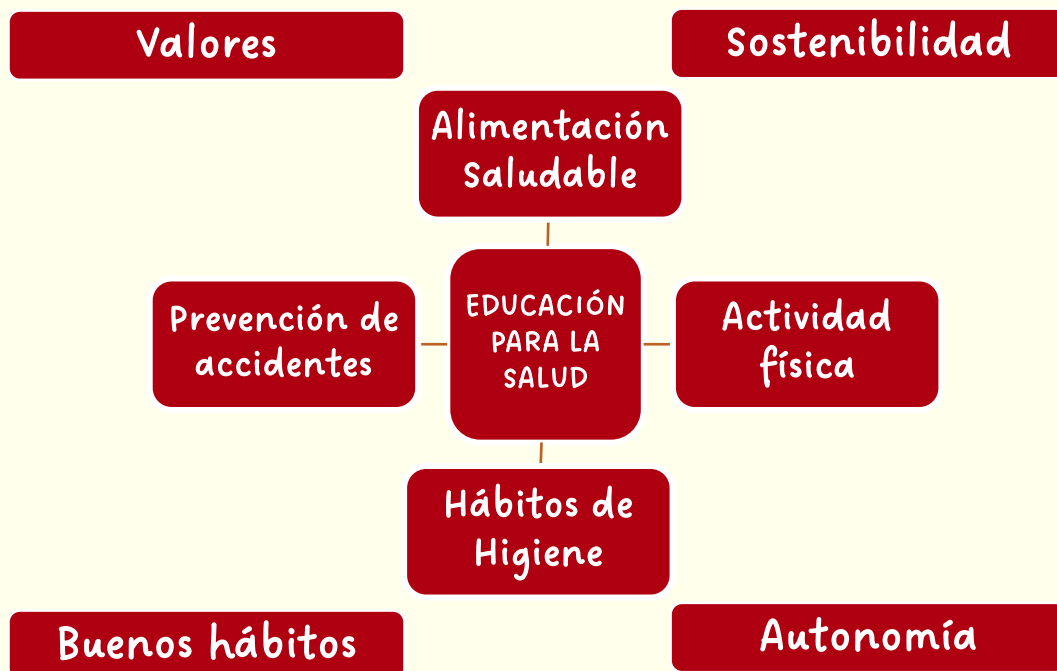 Valores
Sostenibilidad
Alimentación
Saludable
Prevención de
accidentes
EDUCACIÓN
PARA LA
SALUD
Actividad
física
Hábitos de
Higiene
Buenos hábitos
Autonomía